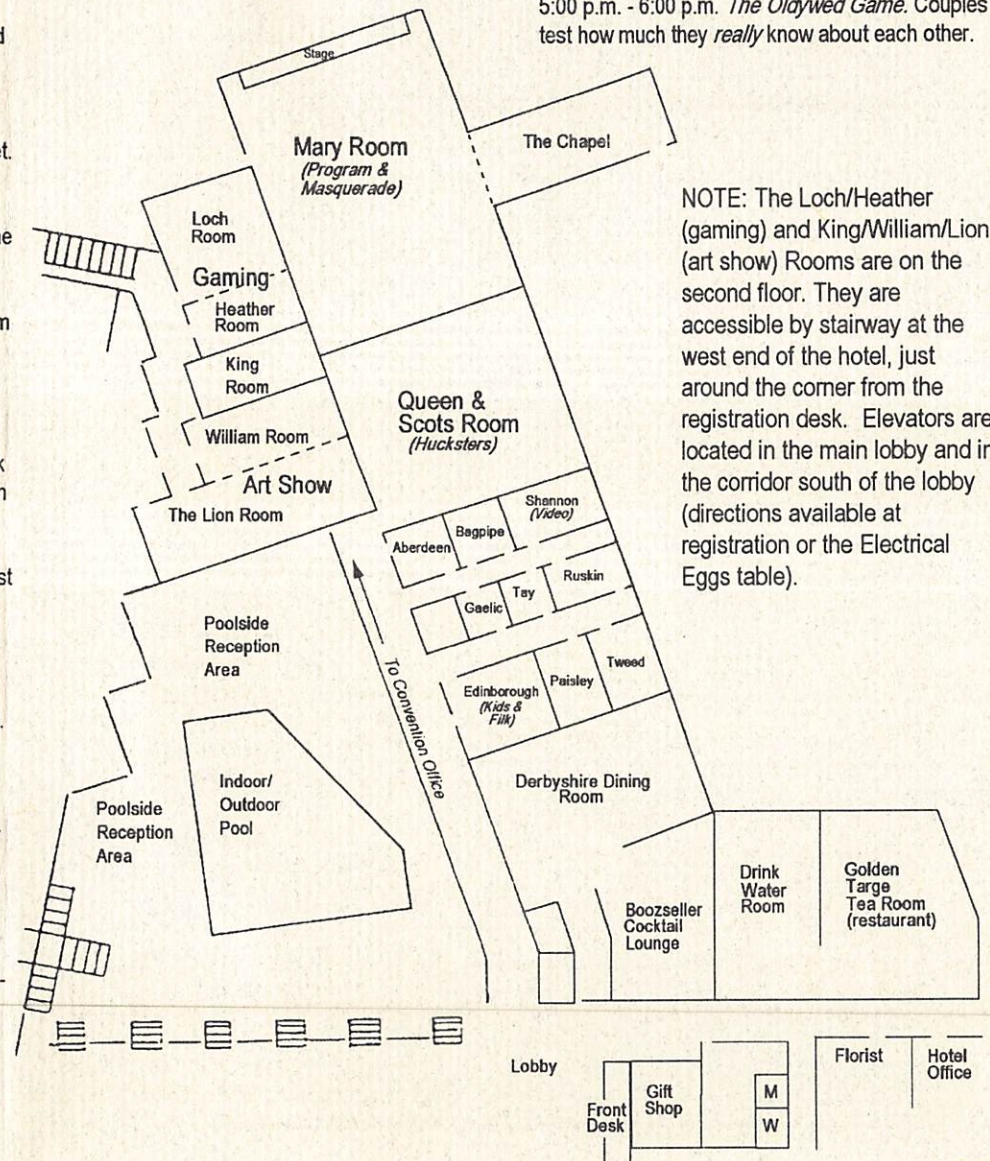 5:00 p.m. - 6:00 p.m. The Oldywed Game. Couples
test how much they really know about each other.
Stage
Mary Room
(Program &
Masquerade)
The Chapel
Loch
Room
Gaming
Heather
Room
King
Room
William Room
Art Show
The Lion Room
NOTE: The Loch/Heather
(gaming) and King/William/Lion
(art show) Rooms are on the
second floor. They are
accessible by stairway at the
west end of the hotel, just
around the corner from the
registration desk. Elevators are
located in the main lobby and in
the corridor south of the lobby
(directions available at
registration or the Electrical
Eggs table).
Queen &
Scots Room
(Hucksters)
Aberdeen
Bagpipe
Shannon
(Video)
Gaelic
Tay
Ruskin
Edinborough
(Kids &
Filk)
Paisley
Tweed
To Convention Office
Poolside
Reception
Area
Indoor/
Outdoor
Pool
Poolside
Reception
Area
Derbyshire Dining
Room
Boozseller
Cocktail
Lounge
Drink
Water
Room
Golden
Targe
Tea Room
(restaurant)
Lobby
Front
Desk
Gift
Shop
M
W
Florist
Hotel
Office